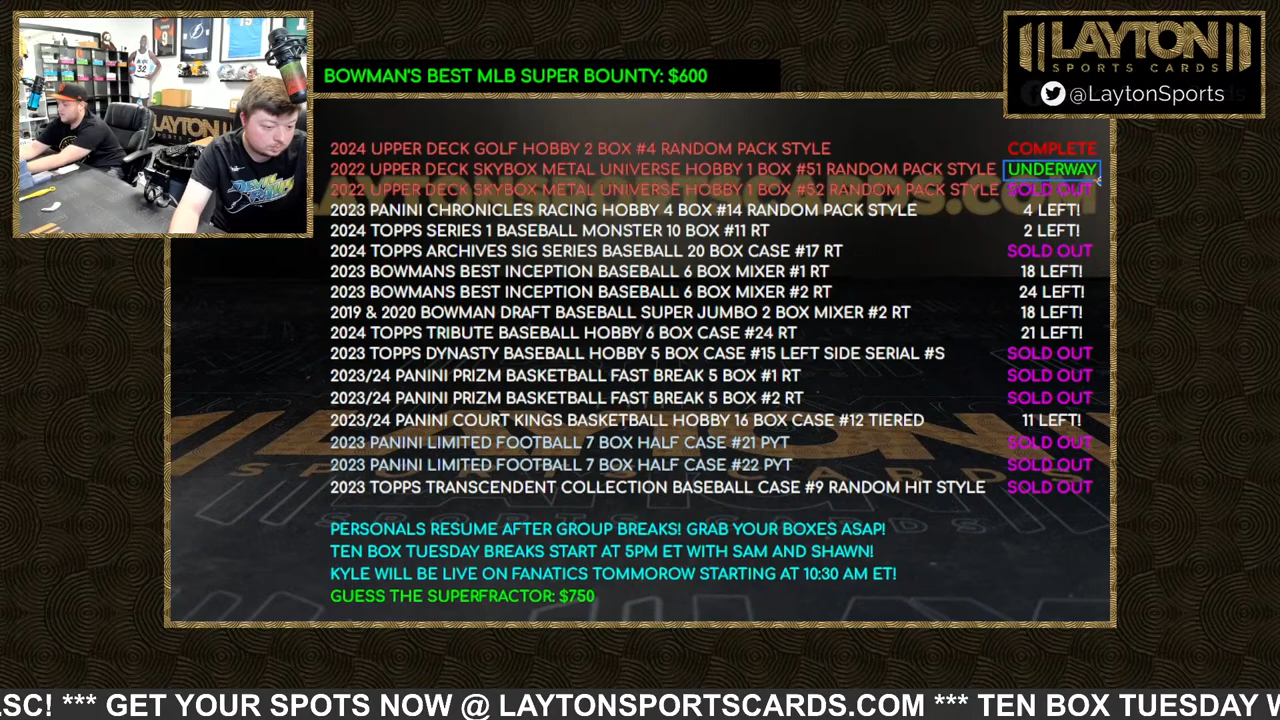 LAYTON
SPORTS CARDS
@LaytonSports
BOWMAN'S BEST MLB SUPER BOUNTY: $600
2024 UPPER DECK GOLF HOBBY 2 BOX #4 RANDOM PACK STYLE COMPLETE
2022 UPPER DECK SKYBOX METAL UNIVERSE HOBBY 1 BOX #51 RANDOM PACK STYLE UNDERWAY
2022 UPPER DECK SKYBOX METAL UNIVERSE HOBBY 1 BOX #52 RANDOM PACK STYLE SOLD OUT
2023 PANINI CHRONICLES RACING HOBBY 4 BOX #14 RANDOM PACK STYLE 4 LEFT!
2024 TOPPS SERIES 1 BASEBALL MONSTER 10 BOX #11 RT 2 LEFT!
2024 TOPPS ARCHIVES SIG SERIES BASEBALL 20 BOX CASE #17 RT SOLD OUT
2023 BOWMANS BEST INCEPTION BASEBALL 6 BOX MIXER #1 RT 18 LEFT!
2023 BOWMANS BEST INCEPTION BASEBALL 6 BOX MIXER #2 RT 24 LEFT!
2019 & 2020 BOWMAN DRAFT BASEBALL SUPER JUMBO 2 BOX MIXER #2 RT 18 LEFT!
2024 TOPPS TRIBUTE BASEBALL HOBBY 6 BOX CASE #24 RT 21 LEFT!
2023 TOPPS DYNASTY BASEBALL HOBBY 5 BOX CASE #15 LEFT SIDE SERIAL #S SOLD OUT
2023/24 PANINI PRIZM BASKETBALL FAST BREAK 5 BOX #1 RT SOLD OUT
2023/24 PANINI PRIZM BASKETBALL FAST BREAK 5 BOX #2 RT SOLD OUT
2023/24 PANINI COURT KINGS BASKETBALL HOBBY 16 BOX CASE #12 TIERED 11 LEFT!
2023 PANINI LIMITED FOOTBALL 7 BOX HALF CASE #21 PYT SOLD OUT
2023 PANINI LIMITED FOOTBALL 7 BOX HALF CASE #22 PYT SOLD OUT
2023 TOPPS TRANSCENDENT COLLECTION BASEBALL CASE #9 RANDOM HIT STYLE SOLD OUT
PERSONALS RESUME AFTER GROUP BREAKS! GRAB YOUR BOXES ASAP!
TEN BOX TUESDAY BREAKS START AT 5PM ET WITH SAM AND SHAWN!
KYLE WILL BE LIVE ON FANATICS TOMMOROW STARTING AT 10:30 AM ET!
GUESS THE SUPERFRACTOR: $750
LSC! *** GET YOUR SPOTS NOW @ LAYTONSPORTSCARDS.COM *** TEN BOX TUESDAY W